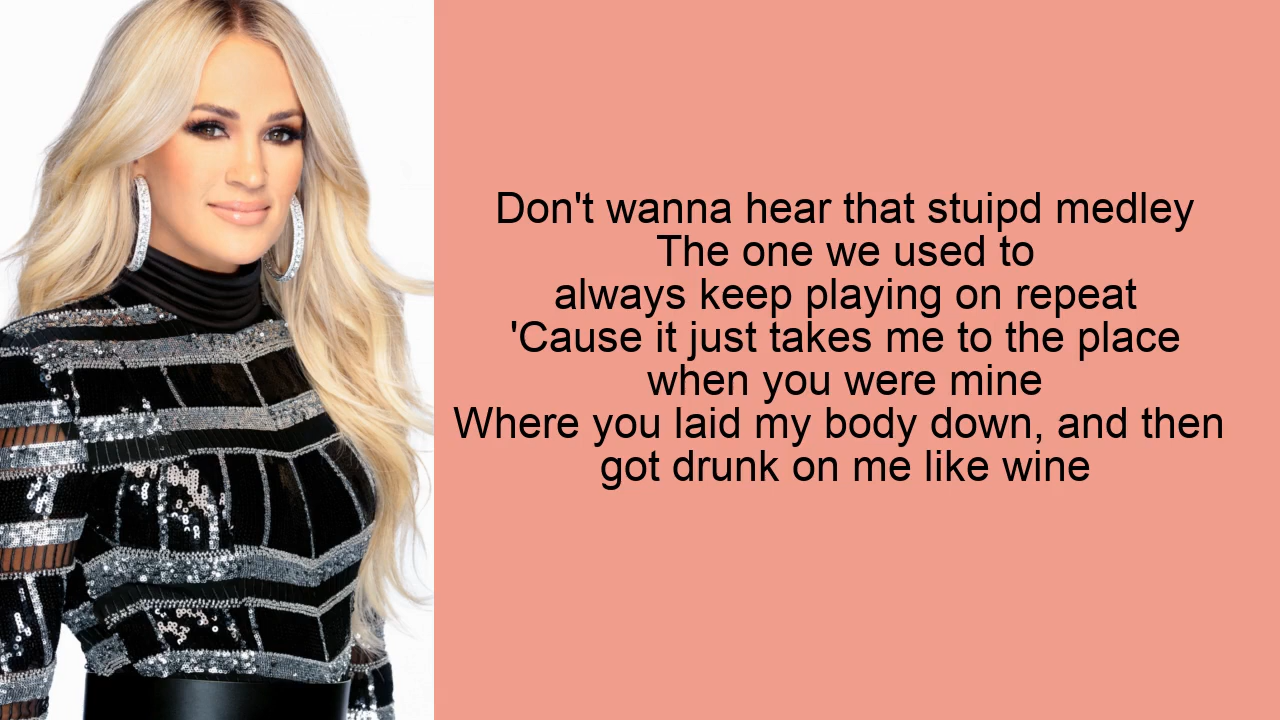 Don't wanna hear that stuipd medley
The one we used to
always keep playing on repeat
'Cause it just takes me to the place
when you were mine
Where you laid my body down, and then
got drunk on me like wine